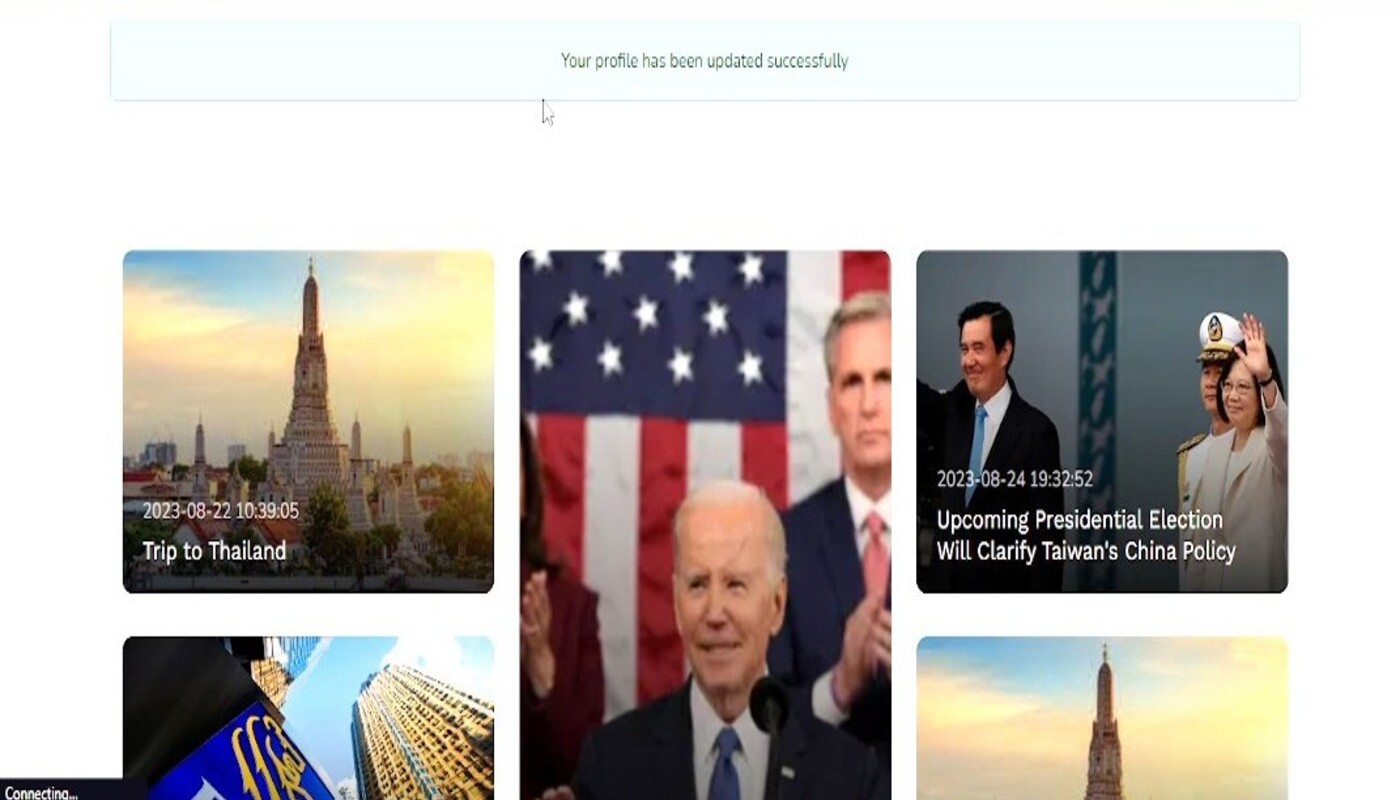 Your profile has been updated successfully
2023-08-22 10:39:05
Trip to Thailand
2023-08-24 19:32:52
Upcoming Presidential Election
Will Clarify Taiwan's China Policy
Connecting...